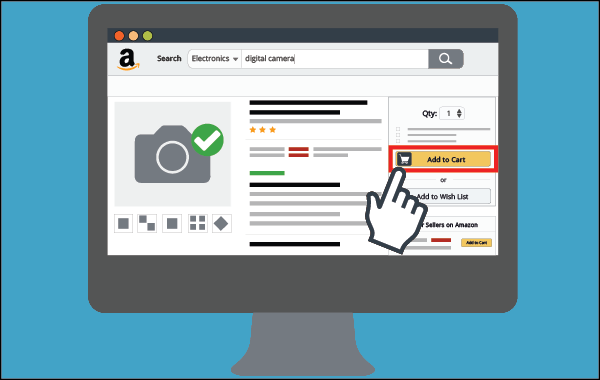 a
Search Electronics digital camera
Qty: 1
Add to Cart
or
Add to Wish List
r Sellers on Amazon
Add to Cart